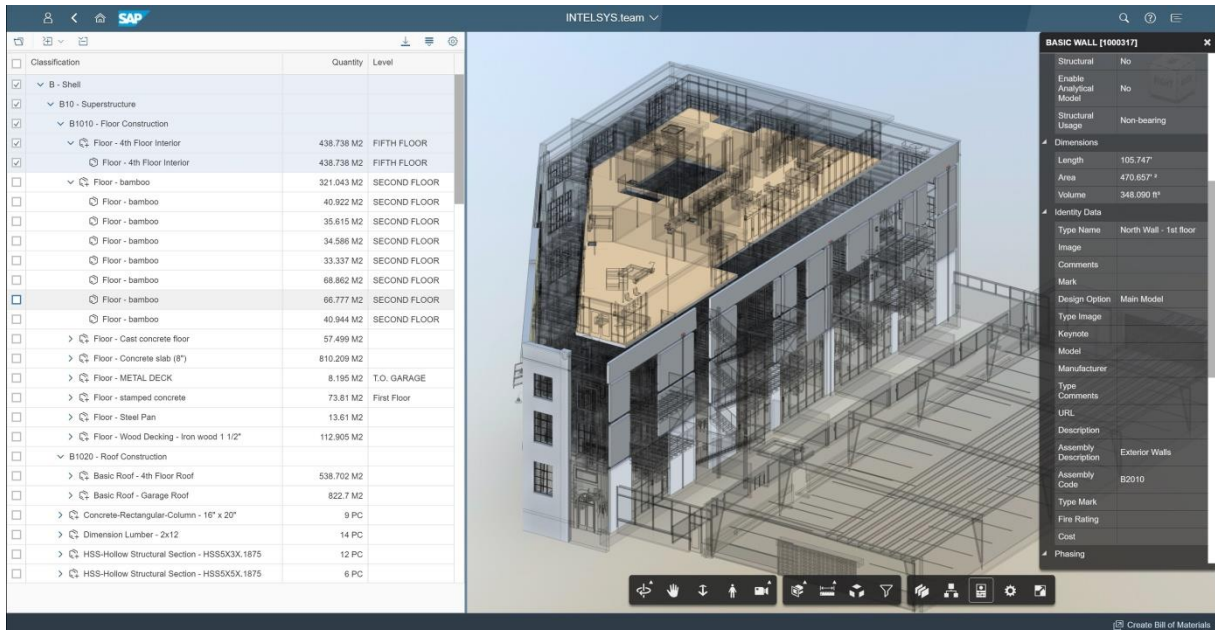 SAP
INTELSYS.team
Classification Quantity Level
B - Shell
B10 - Superstructure
B1010 - Floor Construction
Floor - 4th Floor Interior 438.738 M2 FIFTH FLOOR
Floor - 4th Floor Interior 438.738 M2 FIFTH FLOOR
Floor - bamboo 321.043 M2 SECOND FLOOR
Floor - bamboo 40.922 M2 SECOND FLOOR
Floor - bamboo 35.615 M2 SECOND FLOOR
Floor - bamboo 34.586 M2 SECOND FLOOR
Floor - bamboo 33.337 M2 SECOND FLOOR
Floor - bamboo 68.862 M2 SECOND FLOOR
Floor - bamboo 66.777 M2 SECOND FLOOR
Floor - bamboo 40.944 M2 SECOND FLOOR
Floor - Cast concrete floor 57.499 M2
Floor - Concrete slab (8") 810.209 M2
Floor - METAL DECK 8.195 M2 T.O. GARAGE
Floor - stamped concrete 73.81 M2 First Floor
Floor - Steel Pan 13.61 M2
Floor - Wood Decking - Iron wood 1 1/2" 112.905 M2
B1020 - Roof Construction
Basic Roof - 4th Floor Roof 538.702 M2
Basic Roof - Garage Roof 822.7 M2
Concrete-Rectangular-Column - 16" x 20" 9 PC
Dimension Lumber - 2x12 14 PC
HSS-Hollow Structural Section - HSS5X3X.1875 12 PC
HSS-Hollow Structural Section - HSS5X5X.1875 6 PC
BASIC WALL [1000317]
Structural No
Enable Analytical Model No
Structural Usage Non-bearing
Dimensions
Length 105.747'
Area 470.657' ²
Volume 348.090 ft³
Identity Data
Type Name North Wall - 1st floor
Image
Comments
Mark
Design Option Main Model
Type Image
Keynote
Model
Manufacturer
Type Comments
URL
Description
Assembly Description Exterior Walls
Assembly Code B2010
Type Mark
Fire Rating
Cost
Phasing
Create Bill of Materials